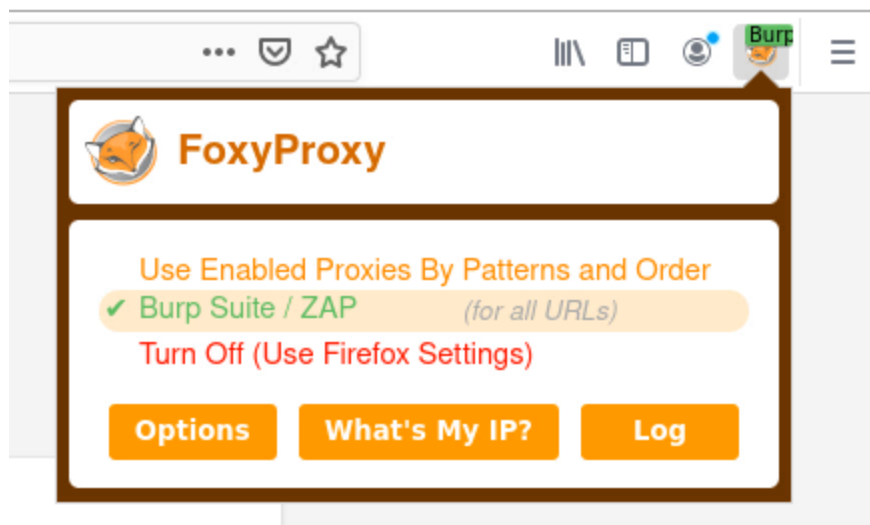 Burp
FoxyProxy
Use Enabled Proxies By Patterns and Order
✔ Burp Suite / ZAP (for all URLs)
Turn Off (Use Firefox Settings)
Options What's My IP? Log